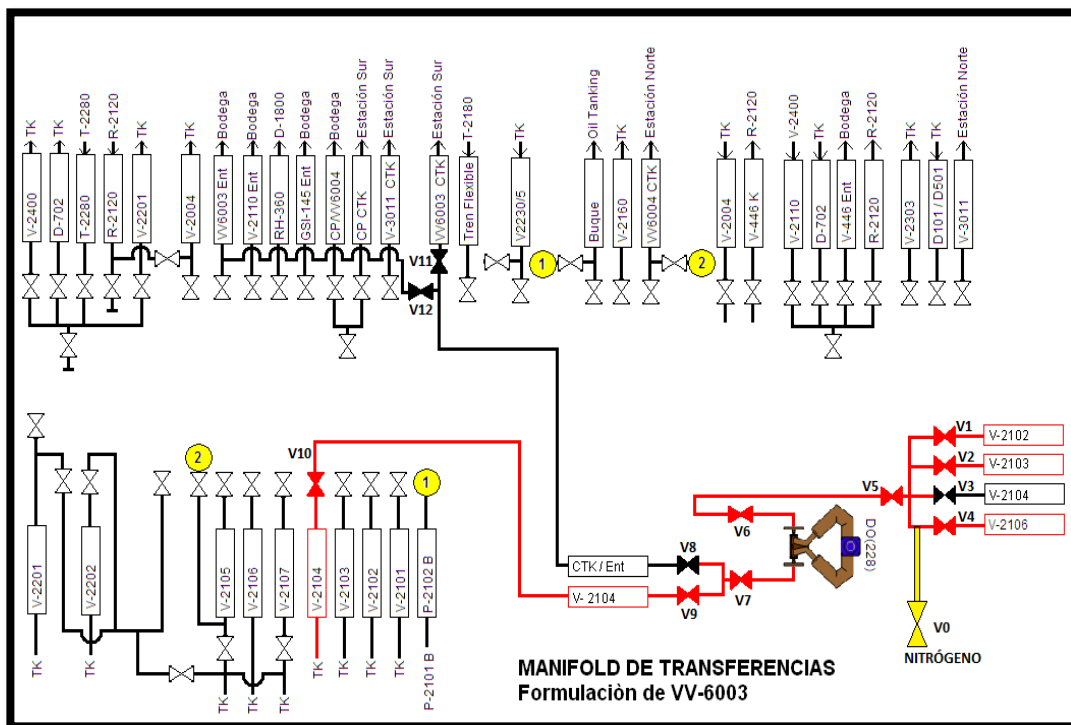 TK
TK
T-2280
R-2120
TK
TK
Bodega
Bodega
D-1800
Bodega
Bodega
Estación Sur
Estación Sur
Estación Sur
T-2180
TK
Oil Tanking
TK
Estación Norte
TK
R-2120
V-2400
TK
Bodega
R-2120
TK
TK
Estación Norte
V-2400
D-702
T-2280
R-2120
V-2201
V-2004
VV6003 Ent
V-2110 Ent
RH-360
GSI-145 Ent
CP/VV6004
CP CTK
V-3011 CTK
VV6003 CTK
Tren Flexible
V2230/5
Buque
V-2160
VV6004 CTK
V-2004
V-446 K
V-2110
D-702
V-446 Ent
R-2120
V-2303
D101 / D501
V-3011
V11
1
2
V12
V1
V-2102
V2
V-2103
V5
V3
V-2104
V4
V-2106
2
V10
1
V6
DO(228)
V8
CTK / Ent
V7
V- 2104
V9
V0
NITRÓGENO
V-2201
V-2202
V-2105
V-2106
V-2107
V-2104
V-2103
V-2102
V-2101
P-2102 B
TK
TK
TK
TK
TK
TK
TK
TK
TK
P-2101 B
MANIFOLD DE TRANSFERENCIAS
Formulaciòn de VV-6003